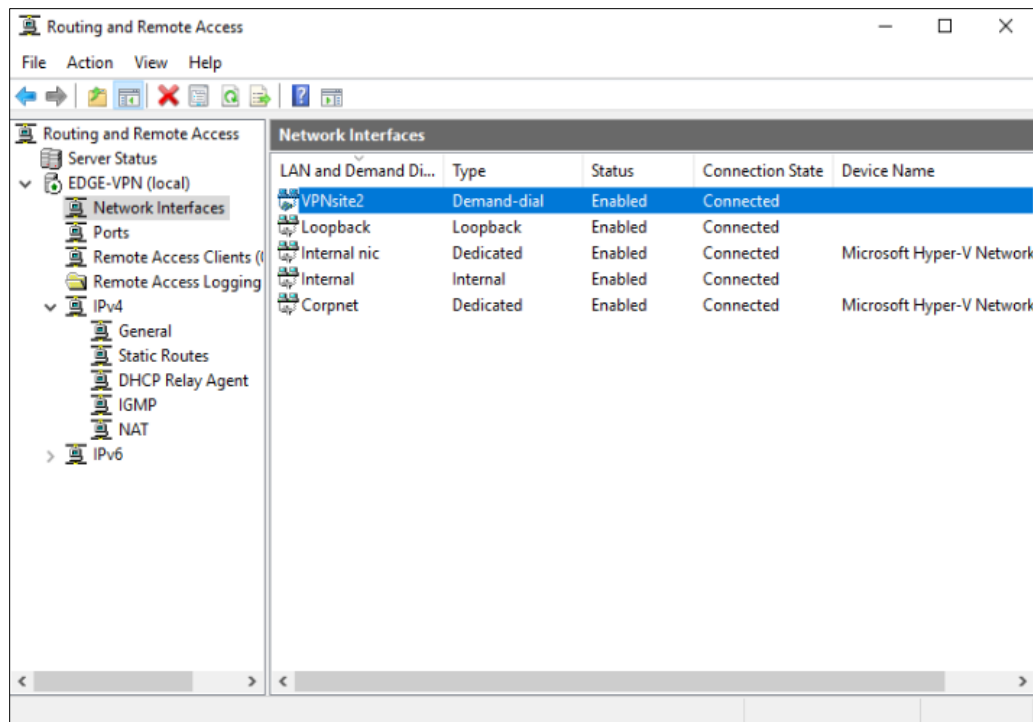 Routing and Remote Access
File Action View Help
Routing and Remote Access
Server Status
EDGE-VPN (local)
Network Interfaces
Ports
Remote Access Clients (
Remote Access Logging
IPv4
General
Static Routes
DHCP Relay Agent
IGMP
NAT
IPv6
Network Interfaces
LAN and Demand Di... Type Status Connection State Device Name
VPNsite2 Demand-dial Enabled Connected
Loopback Loopback Enabled Connected
Internal nic Dedicated Enabled Connected Microsoft Hyper-V Network
Internal Internal Enabled Connected
Corpnet Dedicated Enabled Connected Microsoft Hyper-V Network